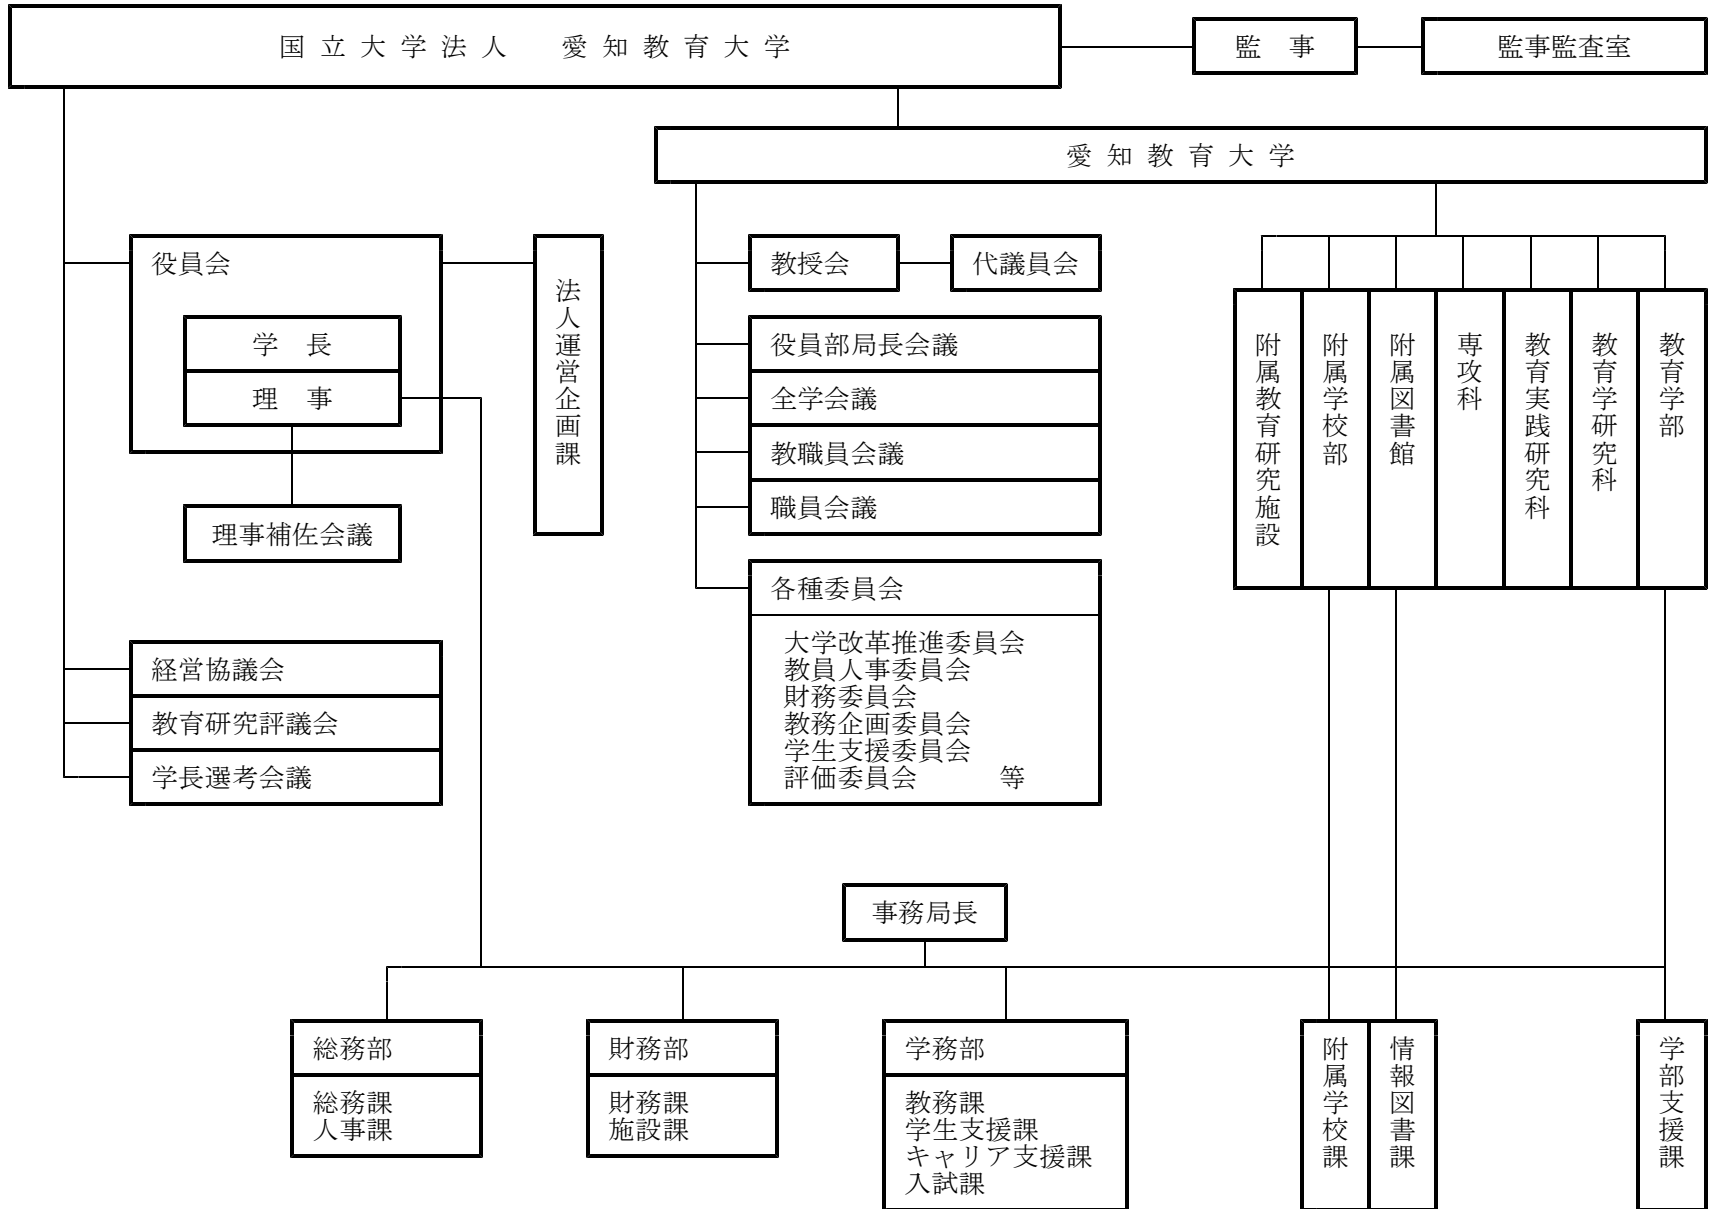 国立大学法人　愛知教育大学
監　事
監事監査室
愛知教育大学
役員会
学　長
理　事
理事補佐会議
法人運営企画課
経営協議会
教育研究評議会
学長選考会議
教授会
代議員会
役員部局長会議
全学会議
教職員会議
職員会議
各種委員会
大学改革推進委員会
教員人事委員会
財務委員会
教務企画委員会
学生支援委員会
評価委員会　　　等
附属教育研究施設
附属学校部
附属図書館
専攻科
教育実践研究科
教育学研究科
教育学部
事務局長
総務部
総務課
人事課
財務部
財務課
施設課
学務部
教務課
学生支援課
キャリア支援課
入試課
附属学校課
情報図書課
学部支援課